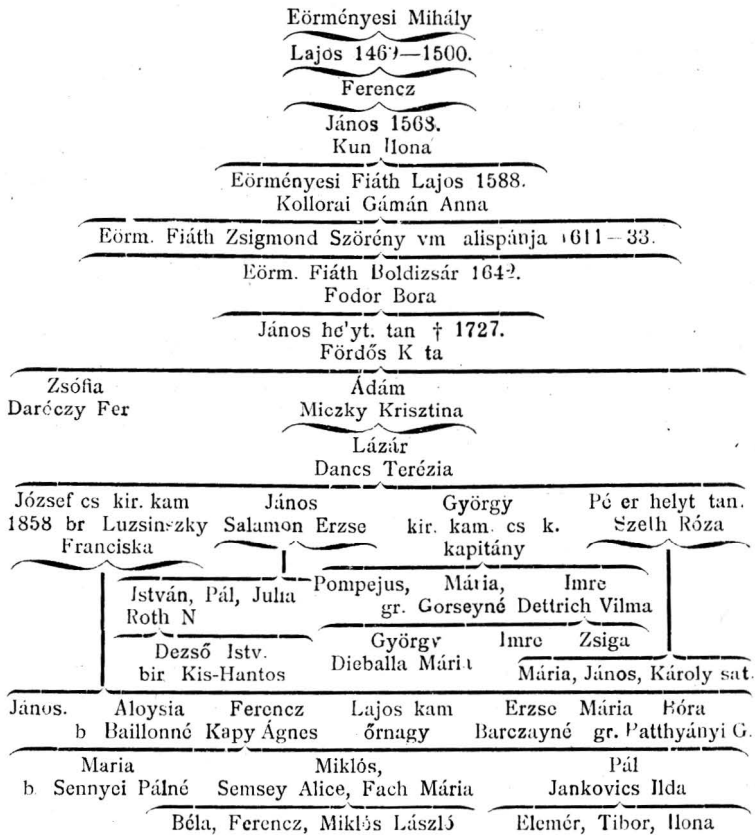 Eörményesi Mihály
Lajos 1469—1500.
Ferencz
János 1568.
Kun Ilona
Eörményesi Fiáth Lajos 1588.
Kollorai Gámán Anna
Eörm. Fiáth Zsigmond Szörény vm alispánja 1611—33.
Eörm. Fiáth Boldizsár 1642.
Fodor Bora
János he'yt. tan † 1727.
Fördős K ta
Zsófia Ádám
Daróczy Fer Miczky Krisztina
Lázár
Dancs Terézia
József cs kir. kam János György Pé er helyt tan.
1858 br Luzsinszky Salamon Erzse kir. kam. cs k. Szeth Róza
Franciska kapitány
István, Pál, Julia Pompejus, Mária, Imre
Roth N gr. Gorseyné Dettrich Vilma
Dezső Istv. György Imre Zsiga
bir Kis-Hantos Dieballa Mária Mária, János, Károly sat.
János. Aloysia Ferencz Lajos kam Erzse Mária Bóra
b Baillonné Kapy Ágnes őrnagy Barczayné gr. Patthyányi G.
Maria Miklós, Pál
b. Sennyei Pálné Semsey Alice, Fach Mária Jankovics Ilda
Béla, Ferencz, Miklós László Elemér, Tibor, Ilona